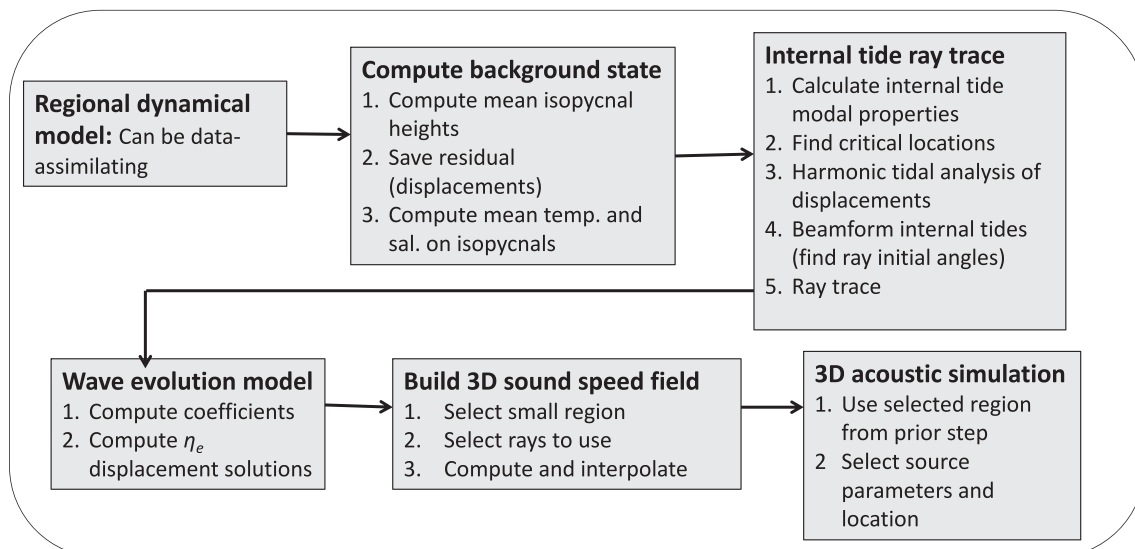 Regional dynamical
model: Can be data-
assimilating
Compute background state
1. Compute mean isopycnal
heights
2. Save residual
(displacements)
3. Compute mean temp. and
sal. on isopycnals
Internal tide ray trace
1. Calculate internal tide
modal properties
2. Find critical locations
3. Harmonic tidal analysis of
displacements
4. Beamform internal tides
(find ray initial angles)
5. Ray trace
Wave evolution model
1. Compute coefficients
2. Compute ηe
displacement solutions
Build 3D sound speed field
1. Select small region
2. Select rays to use
3. Compute and interpolate
3D acoustic simulation
1. Use selected region
from prior step
2 Select source
parameters and
location